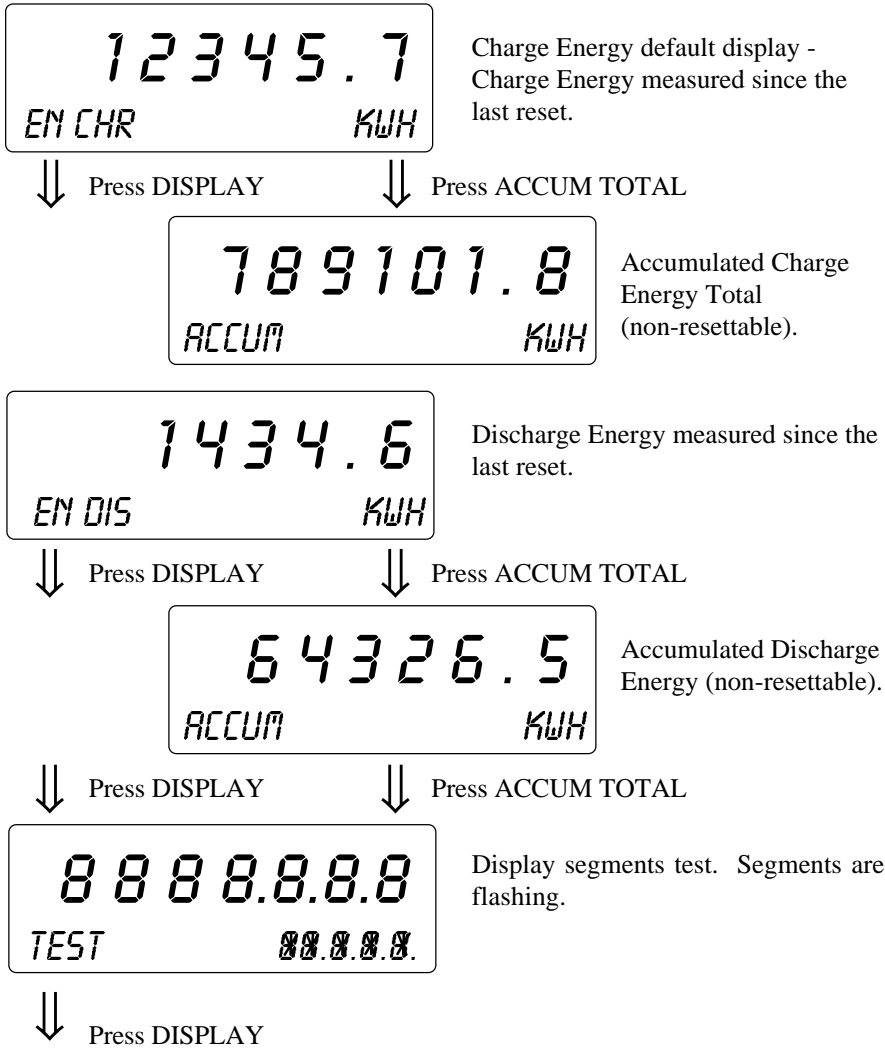 12345.7
EN CHR KWH
Charge Energy default display -
Charge Energy measured since the
last reset.
Press DISPLAY
Press ACCUM TOTAL
789101.8
ACCUM KWH
Accumulated Charge
Energy Total
(non-resettable).
1434.6
EN DIS KWH
Discharge Energy measured since the
last reset.
Press DISPLAY
Press ACCUM TOTAL
64326.5
ACCUM KWH
Accumulated Discharge
Energy (non-resettable).
Press DISPLAY
Press ACCUM TOTAL
8888.8.8.8
TEST
Display segments test. Segments are
flashing.
Press DISPLAY